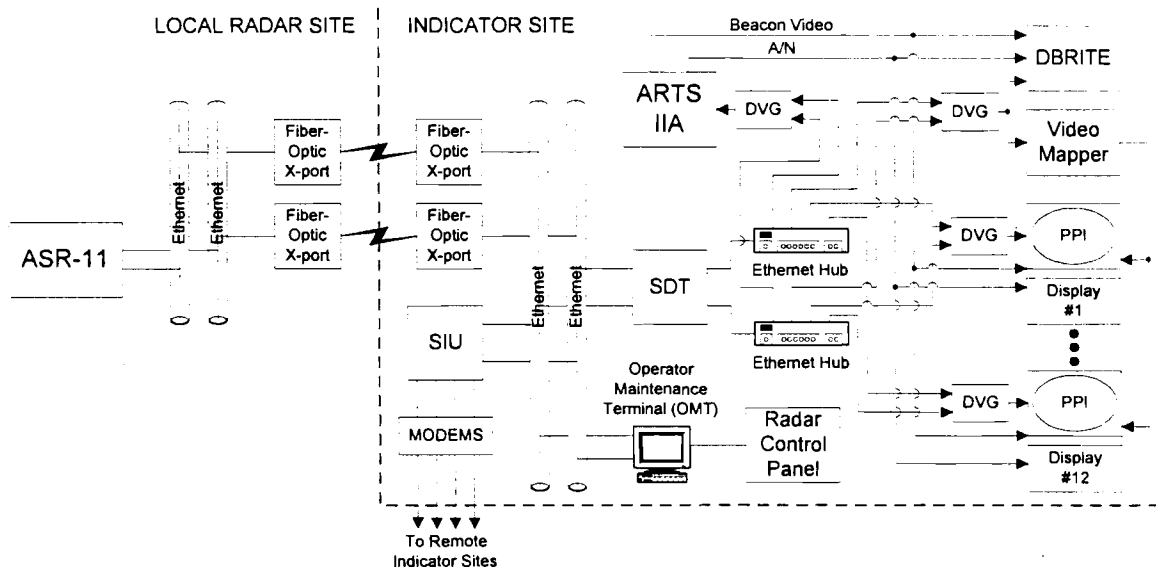 LOCAL RADAR SITE
INDICATOR SITE
Beacon Video
A/N
DBRITE
ARTS
IIA
DVG
DVG
Video
Mapper
Fiber-
Optic
X-port
Fiber-
Optic
X-port
Ethernet
Ethernet
Fiber-
Optic
X-port
Fiber-
Optic
X-port
ASR-11
Ethernet
Ethernet
SDT
Ethernet Hub
DVG
PPI
Display
#1
SIU
Ethernet Hub
Operator
Maintenance
Terminal (OMT)
MODEMS
Radar
Control
Panel
DVG
PPI
Display
#12
To Remote
Indicator Sites